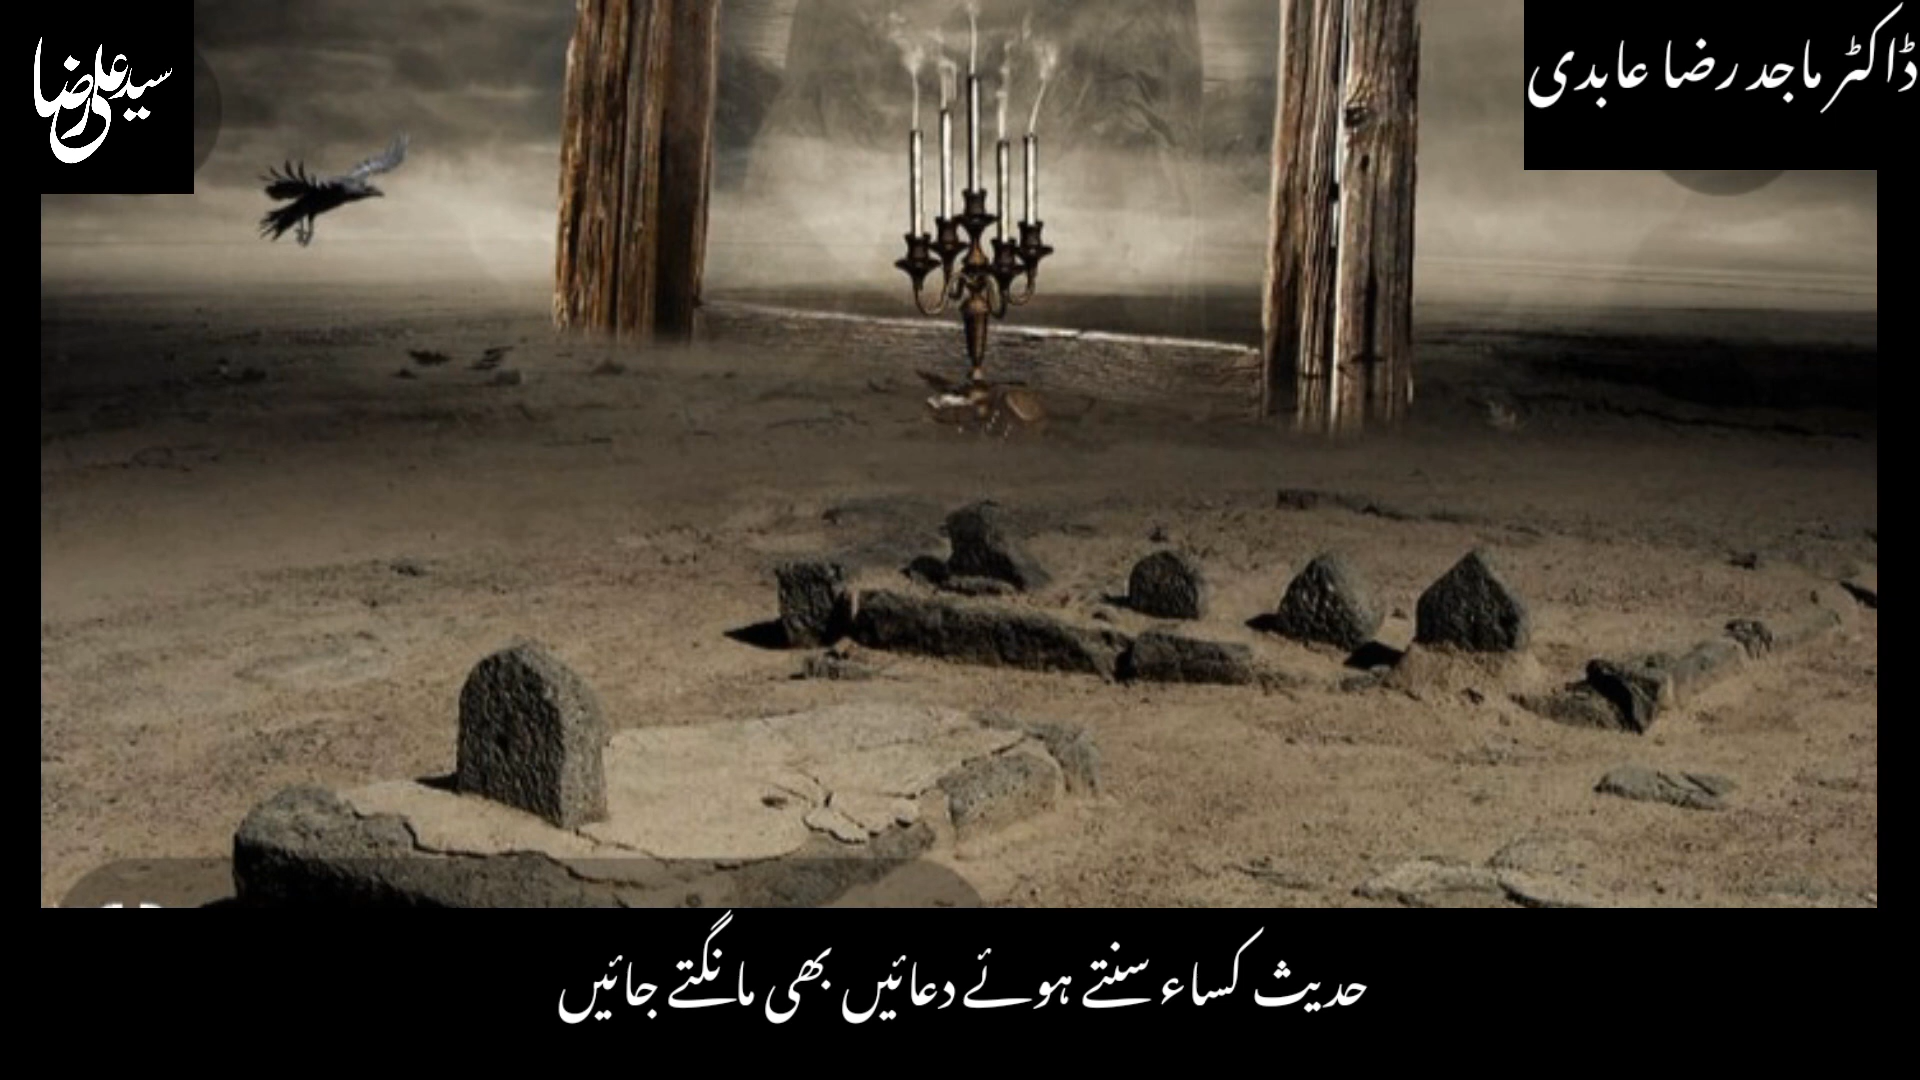 ڈاکٹر ماجد رضا عابدی
سید علی رضا
حدیث کساء سنتے ہوئے دعائیں بھی مانگتے جائیں